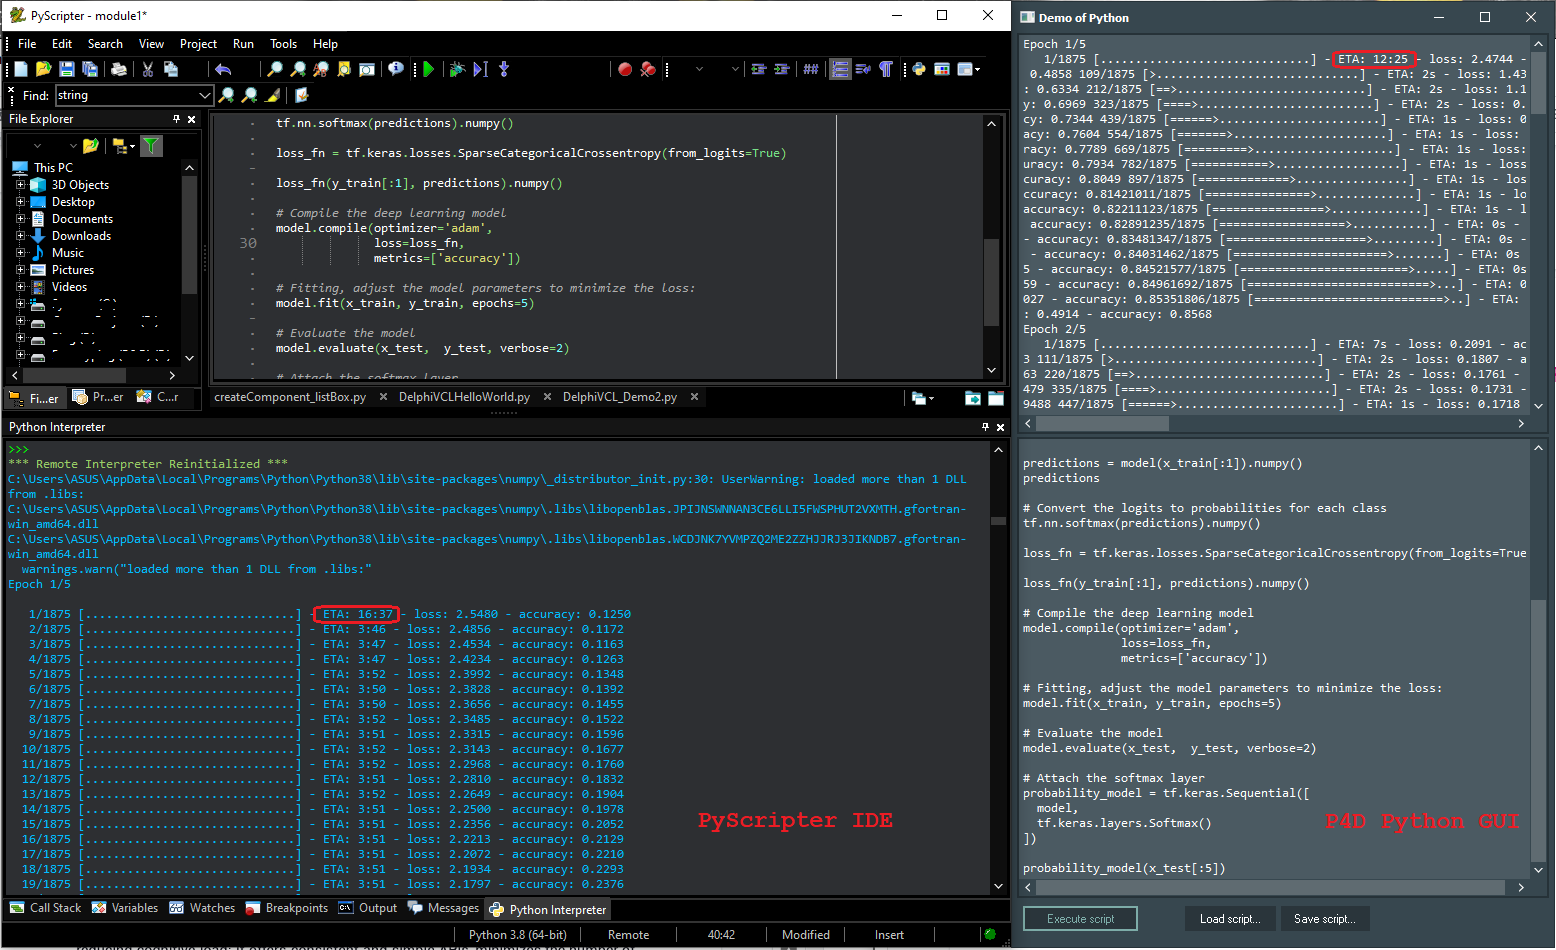 PyScripter - module1*
File Edit Search View Project Run Tools Help
Find: string
File Explorer
This PC
3D Objects
Desktop
Documents
Downloads
Music
Pictures
Videos
Fi...er Pr...er C...r
tf.nn.softmax(predictions).numpy()
loss_fn = tf.keras.losses.SparseCategoricalCrossentropy(from_logits=True)
loss_fn(y_train[:1], predictions).numpy()
# Compile the deep learning model
model.compile(optimizer='adam',
30 loss=loss_fn,
metrics=['accuracy'])
# Fitting, adjust the model parameters to minimize the loss:
model.fit(x_train, y_train, epochs=5)
# Evaluate the model
model.evaluate(x_test,  y_test, verbose=2)
# Attach the softmax layer
createComponent_listBox.py × DelphiVCLHelloWorld.py × DelphiVCL_Demo2.py ×
Python Interpreter
>>>
*** Remote Interpreter Reinitialized ***
C:\Users\ASUS\AppData\Local\Programs\Python\Python38\lib\site-packages\numpy\_distributor_init.py:30: UserWarning: loaded more than 1 DLL
from .libs:
C:\Users\ASUS\AppData\Local\Programs\Python\Python38\lib\site-packages\numpy\.libs\libopenblas.JPIJNSWNNAN3CE6LLI5FWSPHUT2VXMTH.gfortran-
win_amd64.dll
C:\Users\ASUS\AppData\Local\Programs\Python\Python38\lib\site-packages\numpy\.libs\libopenblas.WCDJNK7YVMPZQ2ME2ZZHJJRJ3JIKNDB7.gfortran-
win_amd64.dll
warnings.warn("loaded more than 1 DLL from .libs:"
Epoch 1/5
1/1875 [..............................] - ETA: 16:37 - loss: 2.5480 - accuracy: 0.1250
2/1875 [..............................] - ETA: 3:46 - loss: 2.4856 - accuracy: 0.1172
3/1875 [..............................] - ETA: 3:47 - loss: 2.4534 - accuracy: 0.1163
4/1875 [..............................] - ETA: 3:47 - loss: 2.4234 - accuracy: 0.1263
5/1875 [..............................] - ETA: 3:52 - loss: 2.3992 - accuracy: 0.1348
6/1875 [..............................] - ETA: 3:50 - loss: 2.3828 - accuracy: 0.1392
7/1875 [..............................] - ETA: 3:50 - loss: 2.3656 - accuracy: 0.1455
8/1875 [..............................] - ETA: 3:52 - loss: 2.3485 - accuracy: 0.1522
9/1875 [..............................] - ETA: 3:51 - loss: 2.3315 - accuracy: 0.1596
10/1875 [..............................] - ETA: 3:52 - loss: 2.3143 - accuracy: 0.1677
11/1875 [..............................] - ETA: 3:52 - loss: 2.2968 - accuracy: 0.1760
12/1875 [..............................] - ETA: 3:51 - loss: 2.2810 - accuracy: 0.1832
13/1875 [..............................] - ETA: 3:52 - loss: 2.2649 - accuracy: 0.1904
14/1875 [..............................] - ETA: 3:51 - loss: 2.2500 - accuracy: 0.1978
15/1875 [..............................] - ETA: 3:51 - loss: 2.2356 - accuracy: 0.2052
16/1875 [..............................] - ETA: 3:51 - loss: 2.2213 - accuracy: 0.2129
17/1875 [..............................] - ETA: 3:51 - loss: 2.2072 - accuracy: 0.2210
18/1875 [..............................] - ETA: 3:51 - loss: 2.1934 - accuracy: 0.2293
19/1875 [..............................] - ETA: 3:51 - loss: 2.1797 - accuracy: 0.2376
PyScripter IDE
Call Stack Variables Watches Breakpoints Output Messages Python Interpreter
Python 3.8 (64-bit) Remote 40:42 Modified Insert
Demo of Python
Epoch 1/5
1/1875 [..............................] - ETA: 12:25 - loss: 2.4744 -
0.4858 109/1875 [>.............................] - ETA: 2s - loss: 1.43
: 0.6334 212/1875 [==>...........................] - ETA: 2s - loss: 1.1
y: 0.6969 323/1875 [====>.........................] - ETA: 2s - loss: 0.
cy: 0.7344 439/1875 [======>.......................] - ETA: 1s - loss: 0
acy: 0.7604 554/1875 [=======>......................] - ETA: 1s - loss:
racy: 0.7789 669/1875 [=========>....................] - ETA: 1s - loss:
uracy: 0.7934 782/1875 [===========>..................] - ETA: 1s - loss
curacy: 0.8049 897/1875 [=============>................] - ETA: 1s - los
ccuracy: 0.81421011/1875 [===============>..............] - ETA: 1s - lo
accuracy: 0.82211123/1875 [================>.............] - ETA: 1s - l
accuracy: 0.82891235/1875 [==================>...........] - ETA: 0s -
- accuracy: 0.83481347/1875 [====================>.........] - ETA: 0s -
- accuracy: 0.84031462/1875 [======================>.......] - ETA: 0s
5 - accuracy: 0.84521577/1875 [========================>.....] - ETA: 0s
59 - accuracy: 0.84961692/1875 [==========================>...] - ETA: 0
027 - accuracy: 0.85351806/1875 [===========================>..] - ETA:
: 0.4914 - accuracy: 0.8568
Epoch 2/5
1/1875 [..............................] - ETA: 7s - loss: 0.2091 - ac
3 111/1875 [>.............................] - ETA: 2s - loss: 0.1807 - a
63 220/1875 [==>...........................] - ETA: 2s - loss: 0.1761 -
479 335/1875 [====>.........................] - ETA: 2s - loss: 0.1731 -
9488 447/1875 [======>.......................] - ETA: 1s - loss: 0.1718
predictions = model(x_train[:1]).numpy()
predictions
# Convert the logits to probabilities for each class
tf.nn.softmax(predictions).numpy()
loss_fn = tf.keras.losses.SparseCategoricalCrossentropy(from_logits=True
loss_fn(y_train[:1], predictions).numpy()
# Compile the deep learning model
model.compile(optimizer='adam',
loss=loss_fn,
metrics=['accuracy'])
# Fitting, adjust the model parameters to minimize the loss:
model.fit(x_train, y_train, epochs=5)
# Evaluate the model
model.evaluate(x_test,  y_test, verbose=2)
# Attach the softmax layer
probability_model = tf.keras.Sequential([
model,
tf.keras.layers.Softmax()
])
probability_model(x_test[:5])
P4D Python GUI
Execute script Load script... Save script...